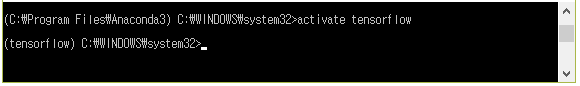 (C:₩Program Files₩Anaconda3) C:₩WINDOWS₩system32>activate tensorflow
(tensorflow) C:₩WINDOWS₩system32>